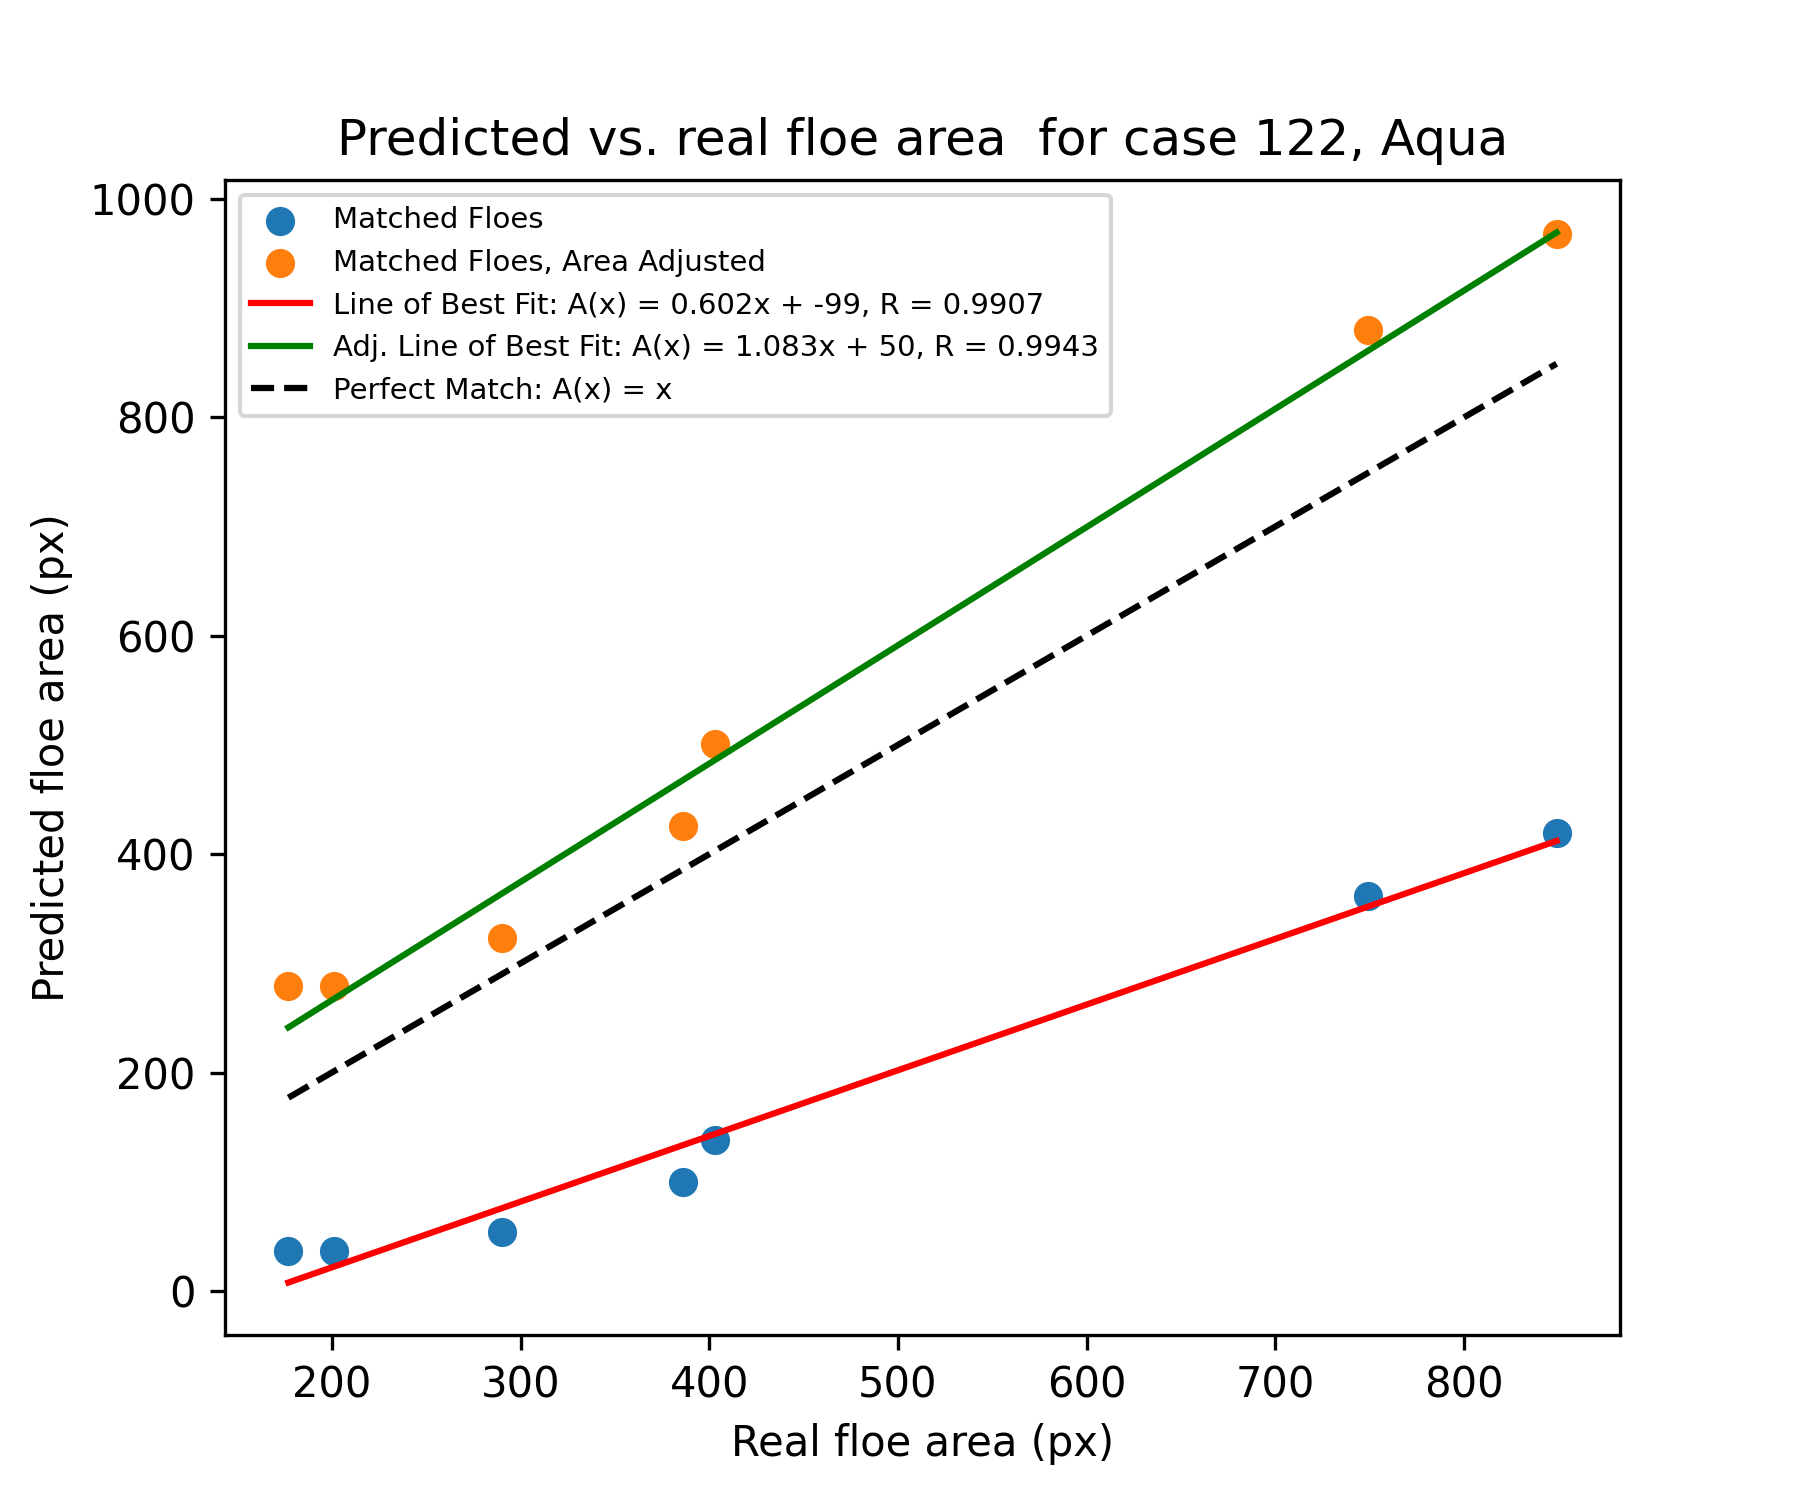 Predicted vs. real floe area  for case 122, Aqua
Matched Floes
Matched Floes, Area Adjusted
Line of Best Fit: A(x) = 0.602x + -99, R = 0.9907
Adj. Line of Best Fit: A(x) = 1.083x + 50, R = 0.9943
Perfect Match: A(x) = x
Predicted floe area (px)
1000
800
600
400
200
0
200 300 400 500 600 700 800
Real floe area (px)